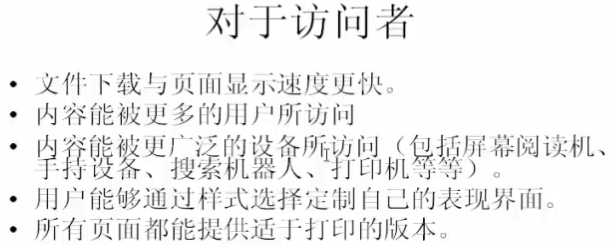 对于访问者
• 文件下载与页面显示速度更快。
• 内容能被更多的用户所访问
• 内容能被更广泛的设备所访问（包括屏幕阅读机、
手持设备、搜索机器人、打印机等等）。
• 用户能够通过样式选择定制自己的表现界面。
• 所有页面都能提供适于打印的版本。